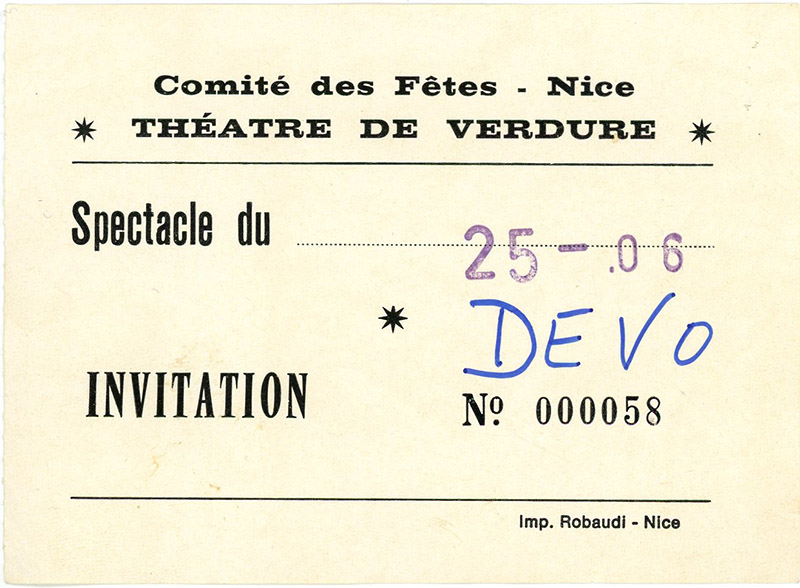 Comité des Fêtes - Nice
THÉATRE DE VERDURE
Spectacle du 25 - .06
DEVO
INVITATION
Nº 000058
Imp. Robaudi - Nice